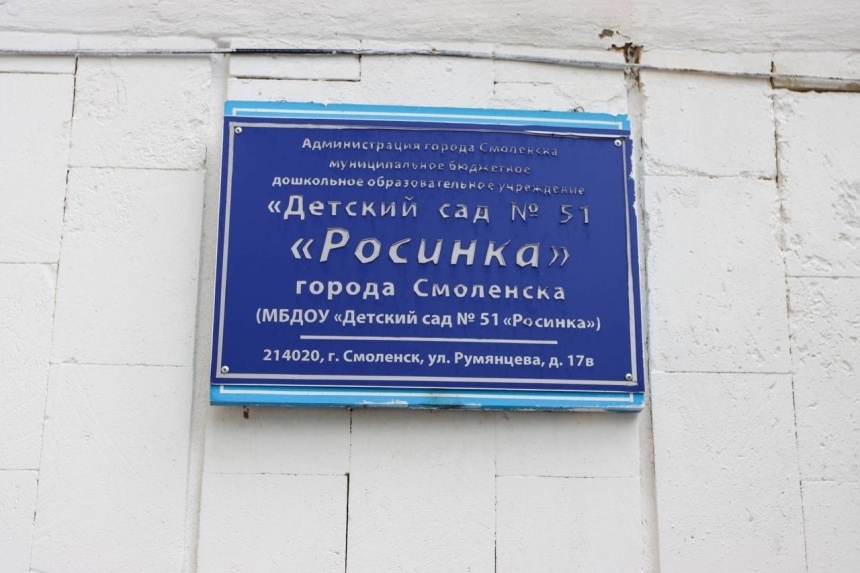 Администрация города Смоленска
муниципальное бюджетное
дошкольное образовательное учреждение
«Детский сад № 51
«Росинка»
города Смоленска
(МБДОУ «Детский сад № 51 «Росинка»)
214020, г. Смоленск, ул. Румянцева, д. 17в